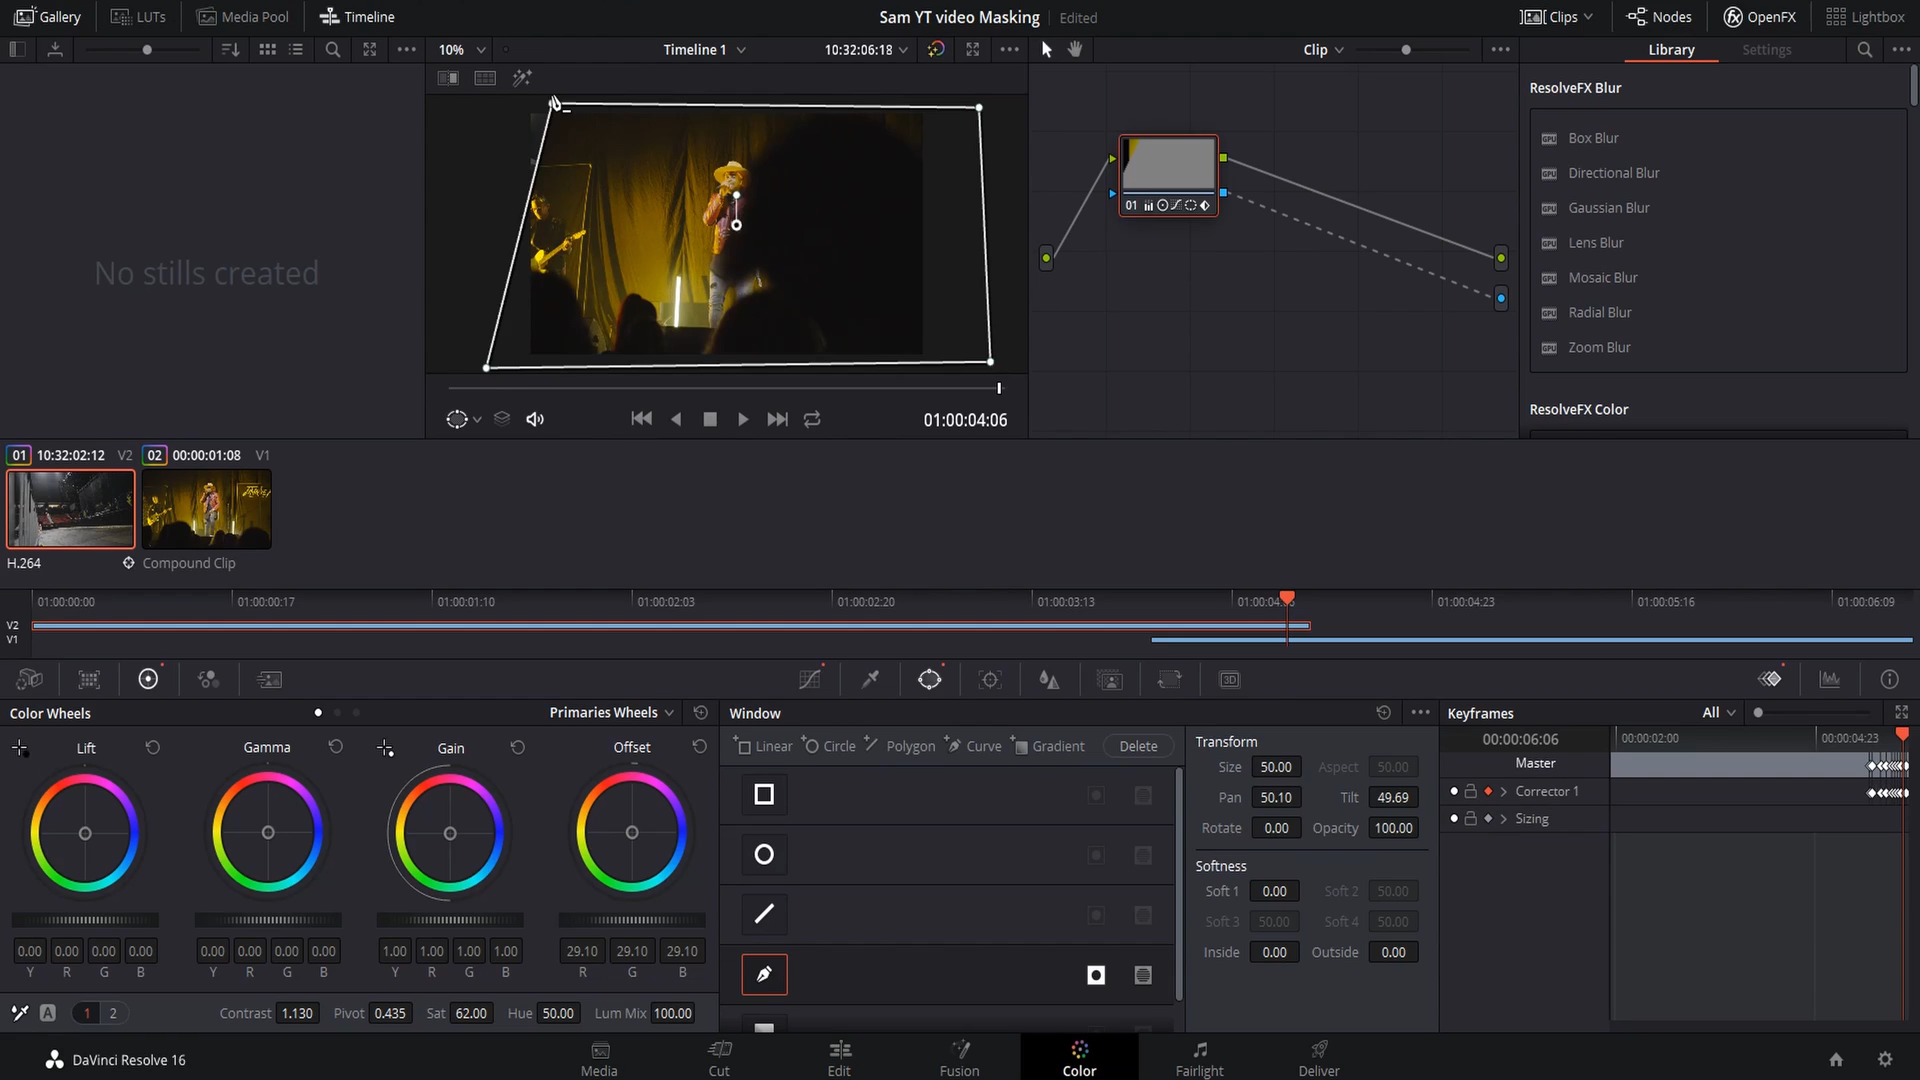 Gallery LUTs Media Pool Timeline Sam YT video Masking Edited Clips Nodes OpenFX Lightbox
10% Timeline 1 10:32:06:18 Clip Library Settings
ResolveFX Blur
Box Blur
Directional Blur
Gaussian Blur
Lens Blur
Mosaic Blur
Radial Blur
Zoom Blur
ResolveFX Color
No stills created
01
01:00:04:06
01 10:32:02:12 V2 02 00:00:01:08 V1
H.264 Compound Clip
01:00:00:00 01:00:00:17 01:00:01:10 01:00:02:03 01:00:02:20 01:00:03:13 01:00:04:23 01:00:05:16 01:00:06:09
V2
V1
3D
Color Wheels Primaries Wheels Window Keyframes All
Lift Gamma Gain Offset
Linear Circle Polygon Curve Gradient Delete
Transform
Size 50.00 Aspect 50.00
Pan 50.10 Tilt 49.69
Rotate 0.00 Opacity 100.00
Softness
Soft 1 0.00 Soft 2 50.00
Soft 3 50.00 Soft 4 50.00
Inside 0.00 Outside 0.00
00:00:06:06 00:00:02:00 00:00:04:23
Master
Corrector 1
Sizing
0.00 0.00 0.00 0.00 0.00 0.00 0.00 0.00 1.00 1.00 1.00 1.00 29.10 29.10 29.10
Y R G B Y R G B Y R G B R G B
A 1 2 Contrast 1.130 Pivot 0.435 Sat 62.00 Hue 50.00 Lum Mix 100.00
DaVinci Resolve 16 Media Cut Edit Fusion Color Fairlight Deliver